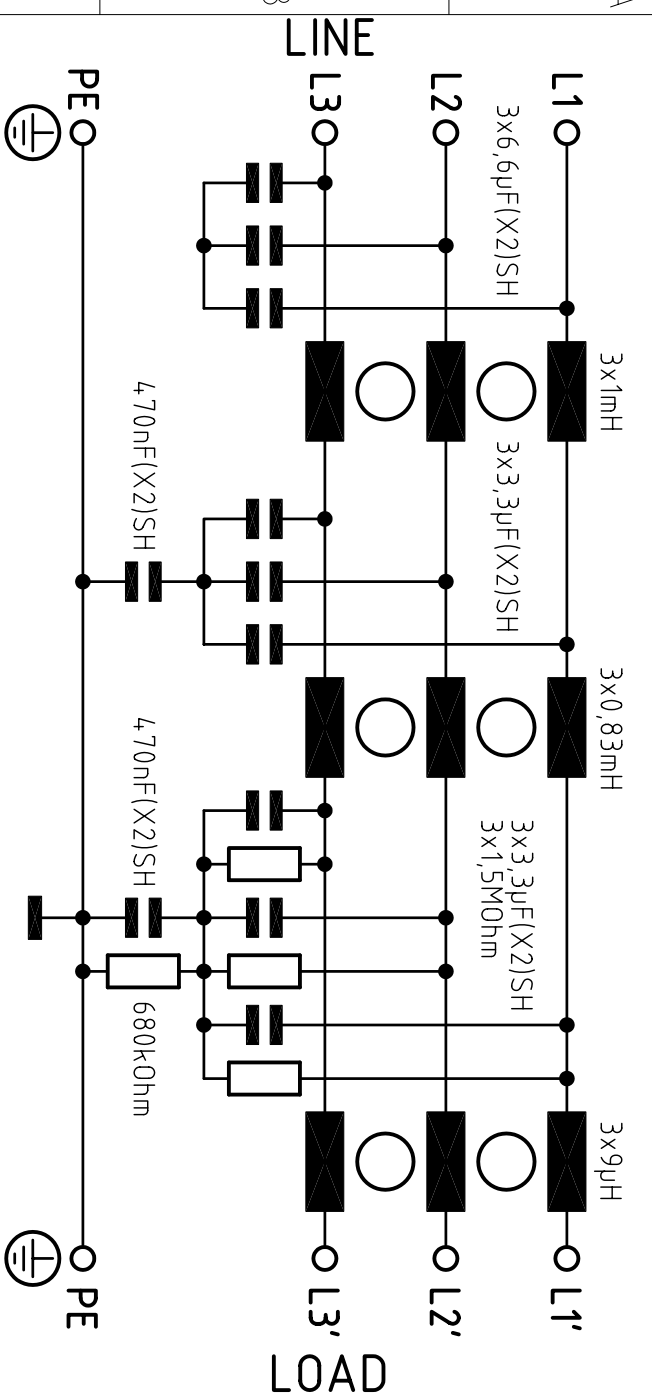 LINE
L1
L2
L3
PE
3x6,6µF(X2)SH
3x1mH
3x3,3µF(X2)SH
470nF(X2)SH
3x0,83mH
3x3,3µF(X2)SH
3x1,5MOhm
470nF(X2)SH
680kOhm
3x9µH
L1'
L2'
L3'
PE
LOAD